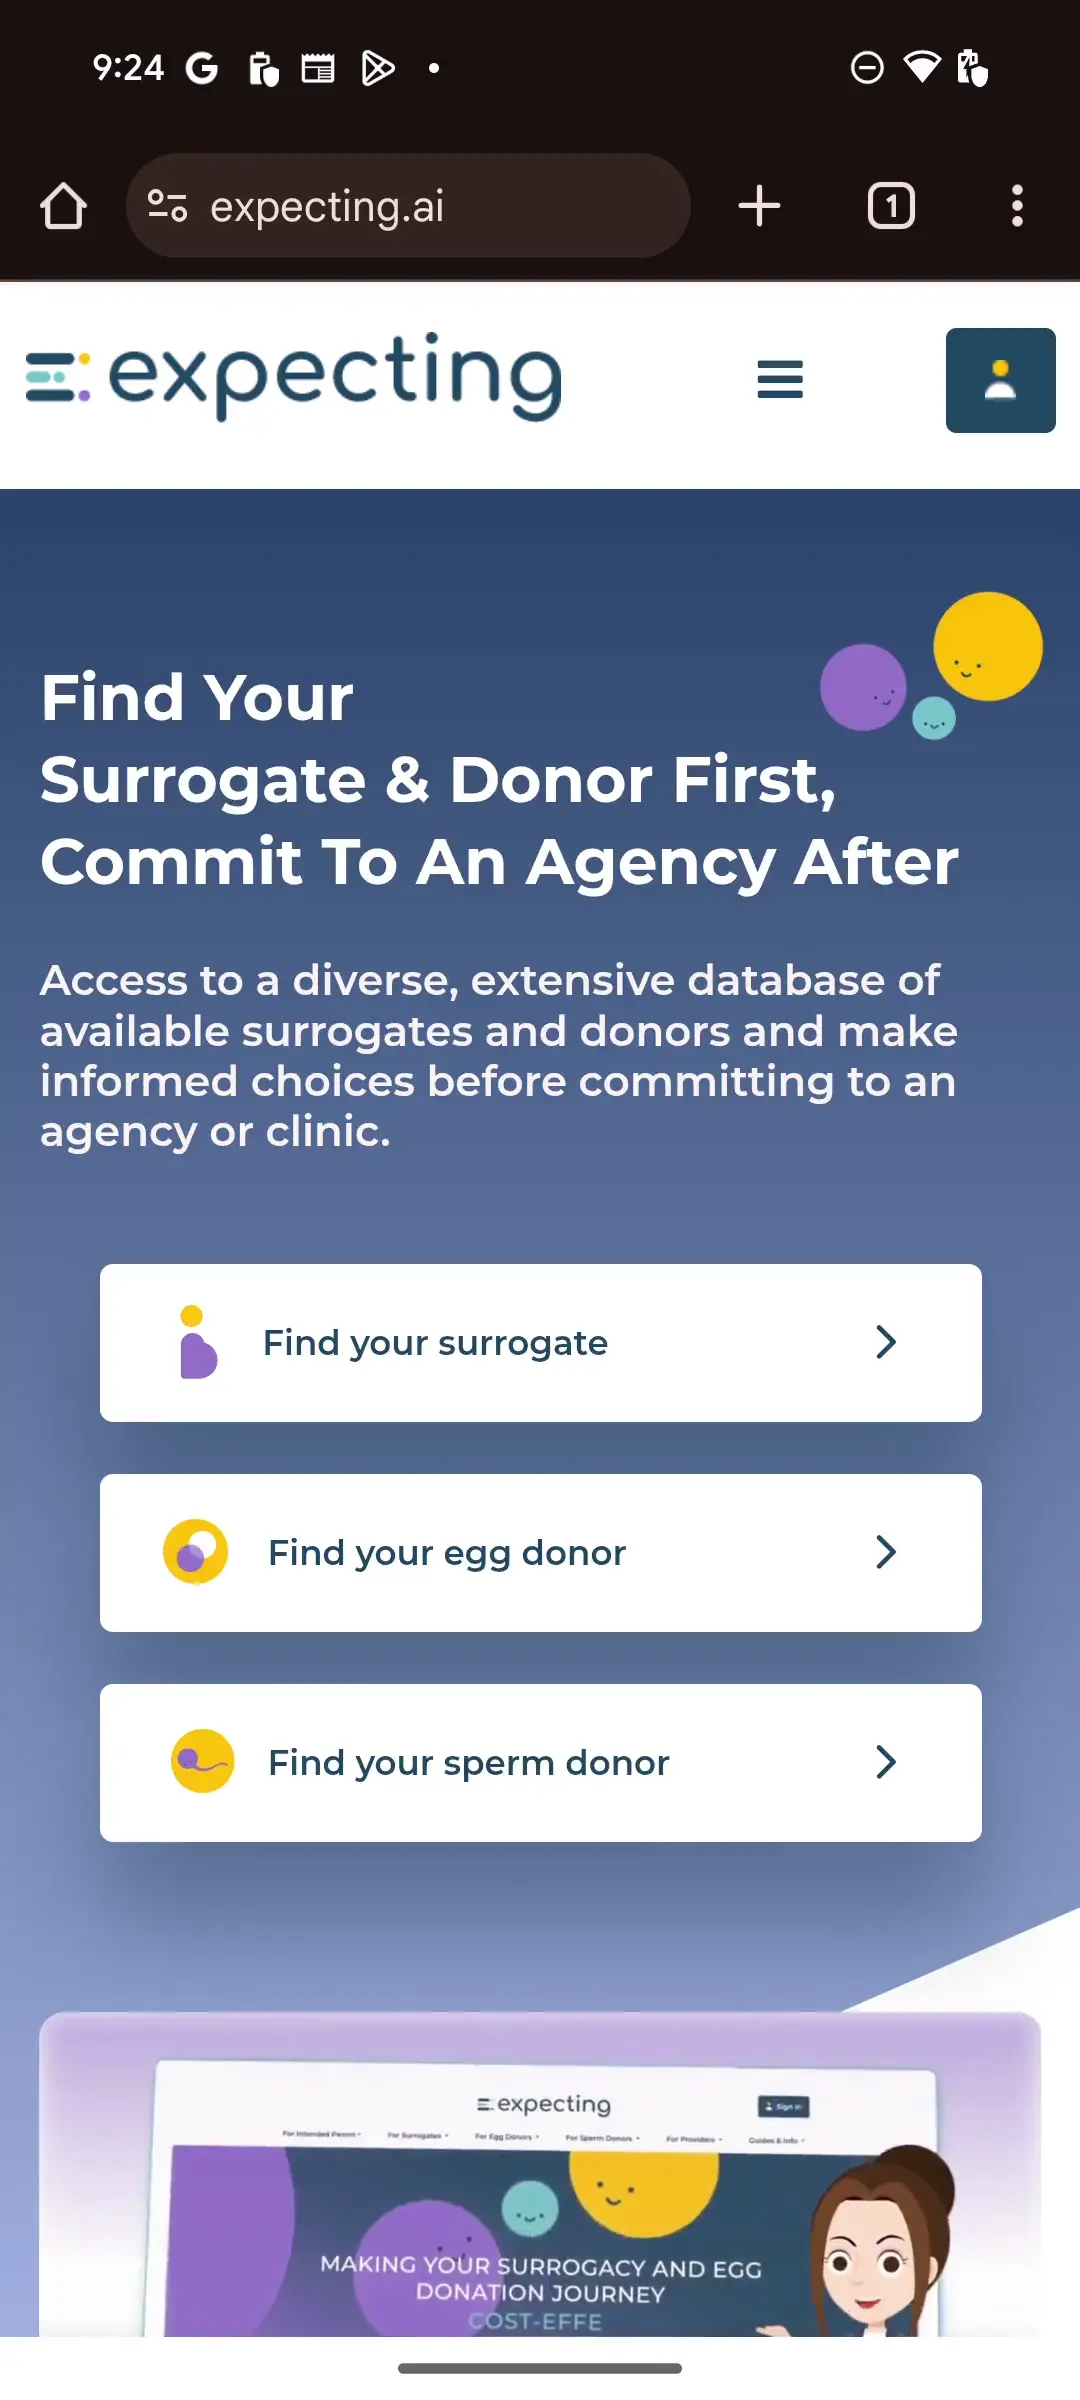 9:24
expecting.ai
1
expecting
Find Your
Surrogate & Donor First,
Commit To An Agency After
Access to a diverse, extensive database of
available surrogates and donors and make
informed choices before committing to an
agency or clinic.
Find your surrogate
Find your egg donor
Find your sperm donor
expecting
Sign in
For Intended Parent
For Surrogates
For Egg Donors
For Sperm Donors
For Providers
Guides & Info
MAKING YOUR SURROGACY AND EGG
DONATION JOURNEY
COST-EFFE